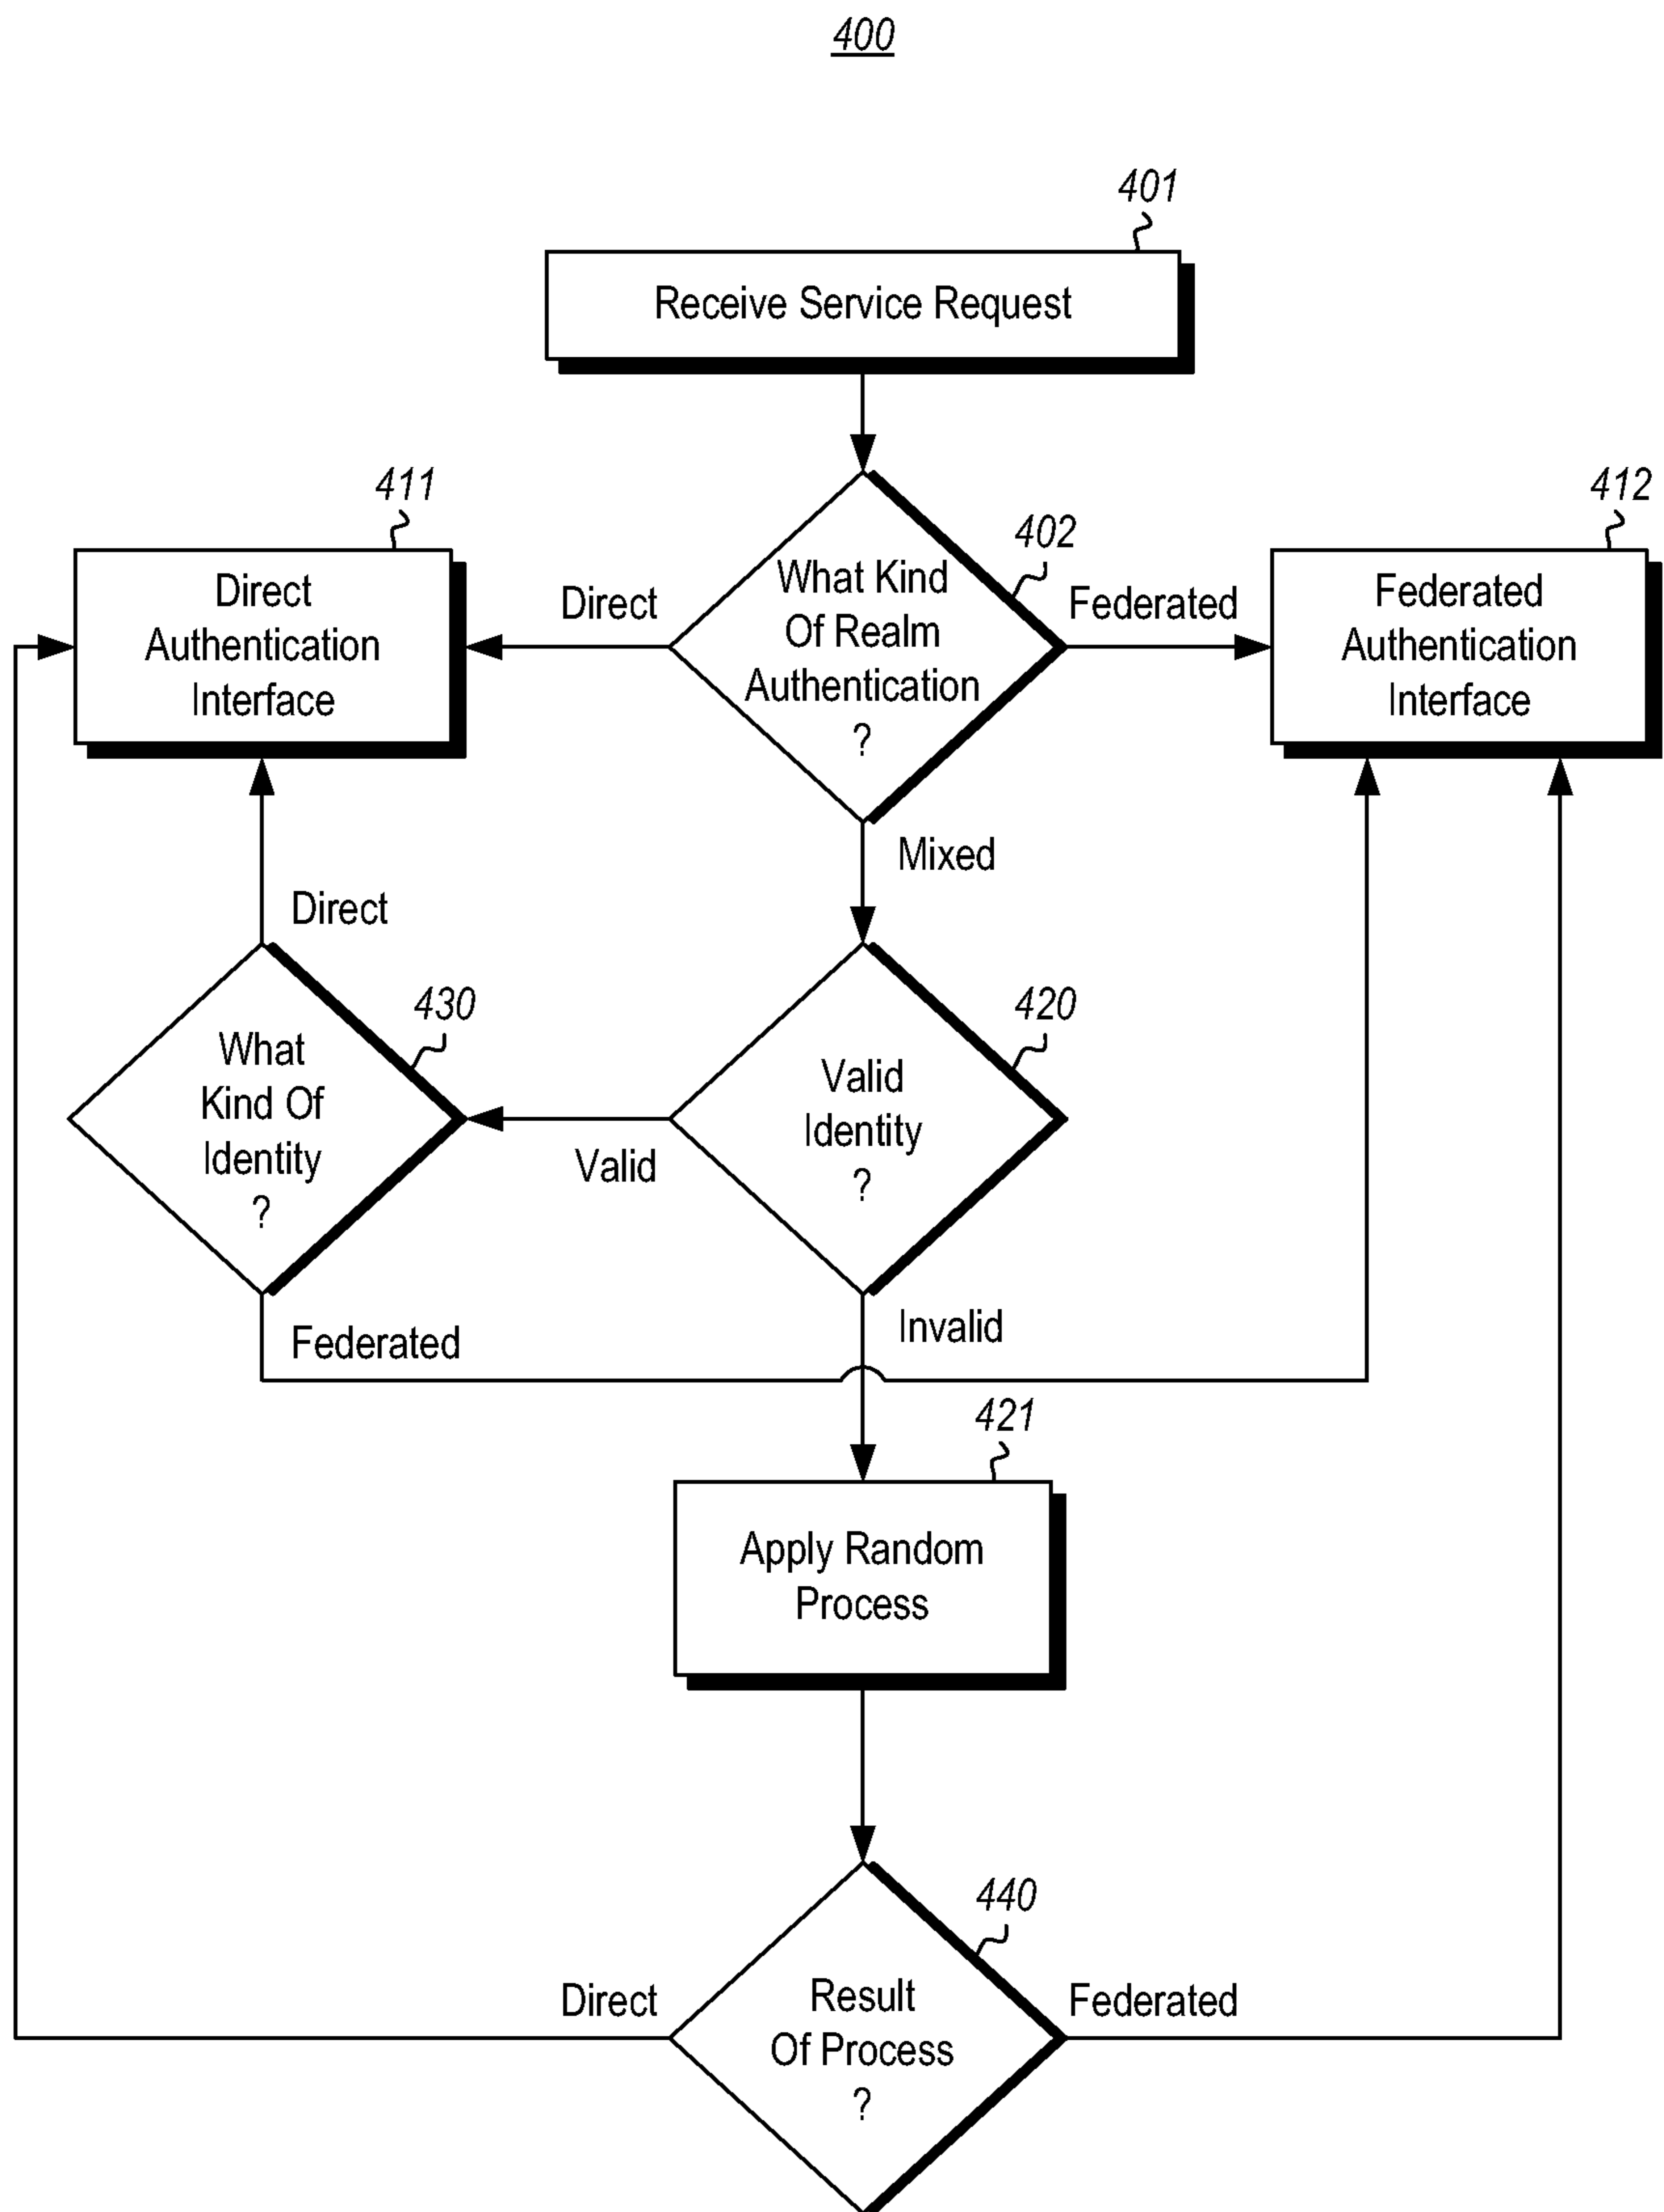 400
401
Receive Service Request
411
412
402
Direct
Authentication
Interface
Direct
What Kind
Of Realm
Authentication
?
Federated
Federated
Authentication
Interface
Mixed
Direct
430
420
What
Kind Of
Identity
?
Valid
Valid
Identity
?
Federated
Invalid
421
Apply Random
Process
440
Direct
Result
Of Process
?
Federated